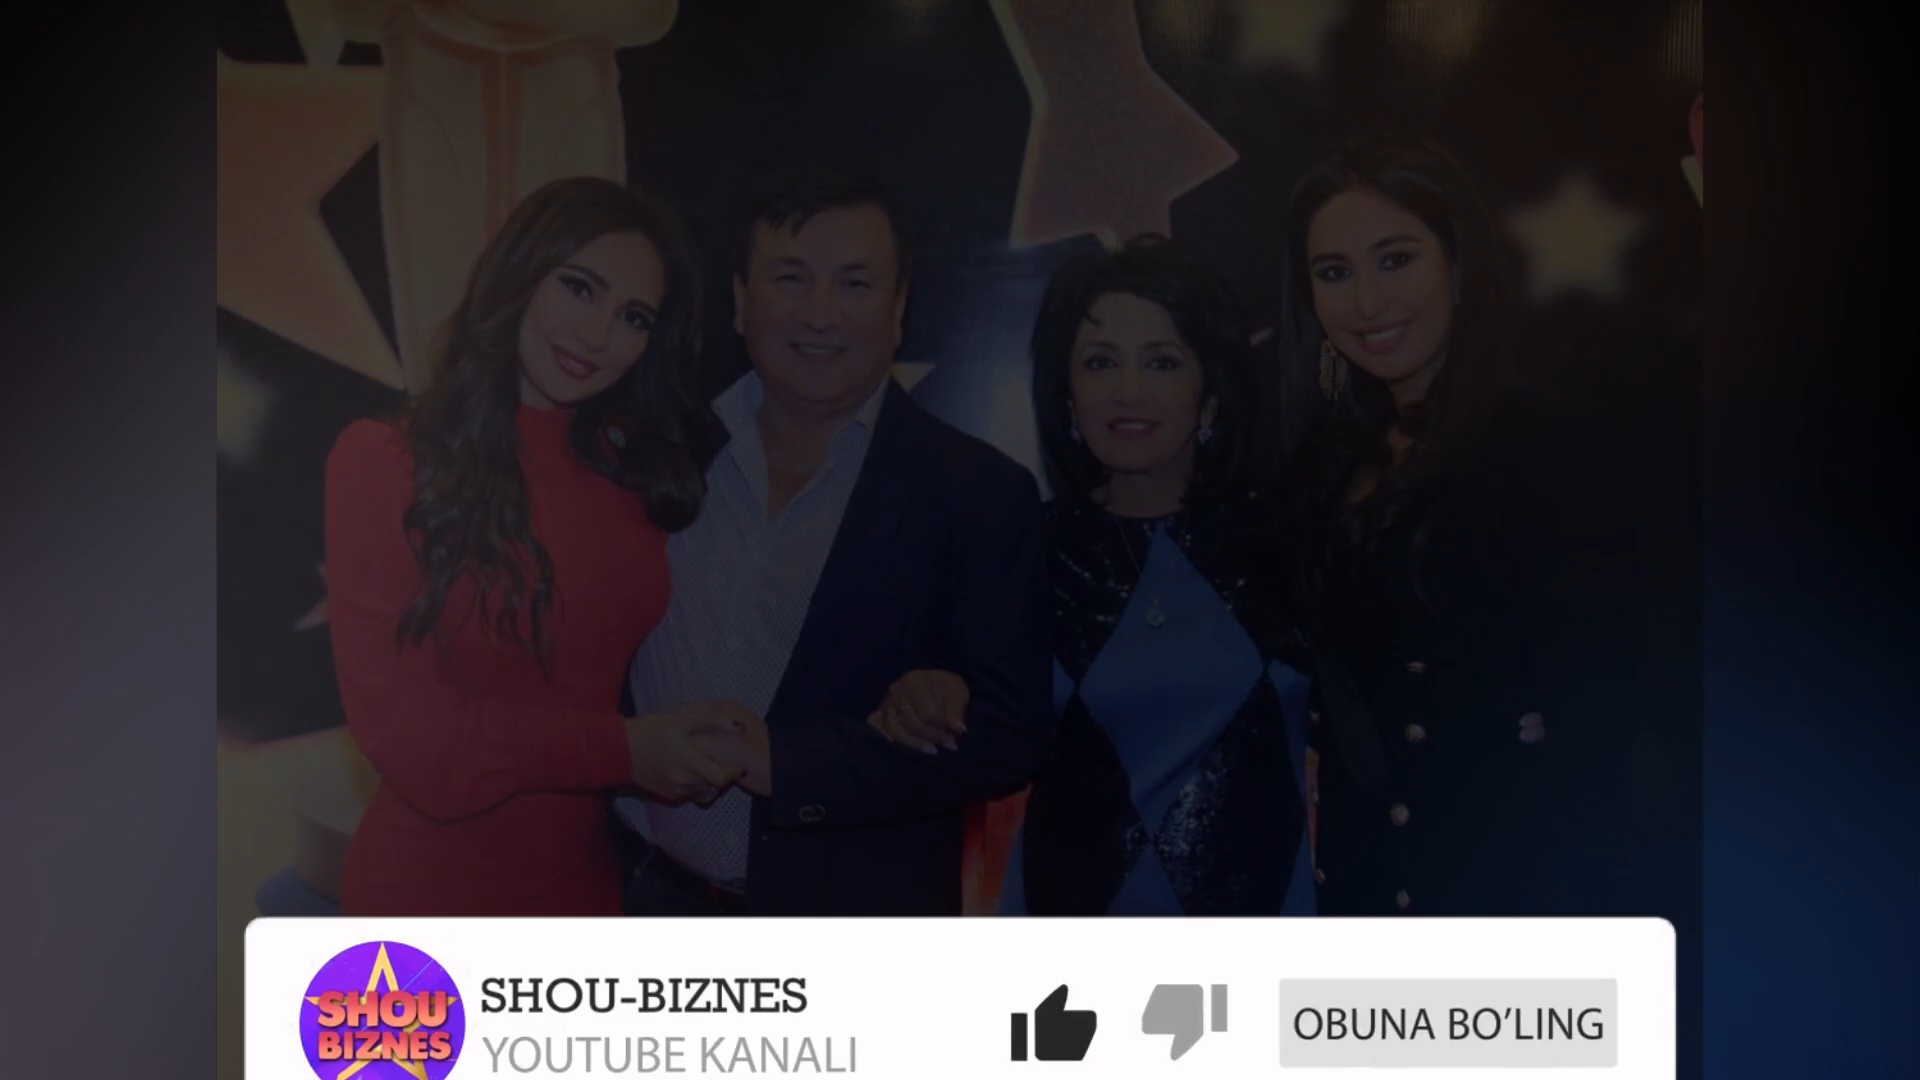 SHOU
BIZNES
SHOU-BIZNES
YOUTUBE KANALI
OBUNA BO’LING